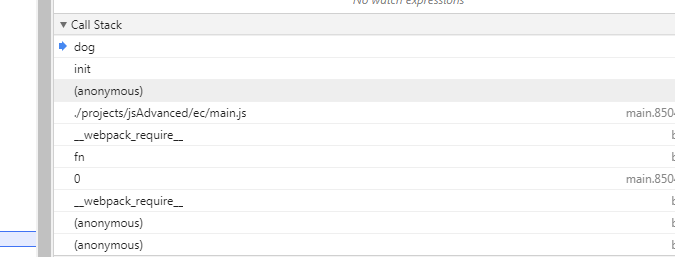 No watch expressions
Call Stack
dog
init
(anonymous)
./projects/jsAdvanced/ec/main.js main.850
__webpack_require__
fn
0 main.850
__webpack_require__
(anonymous)
(anonymous)